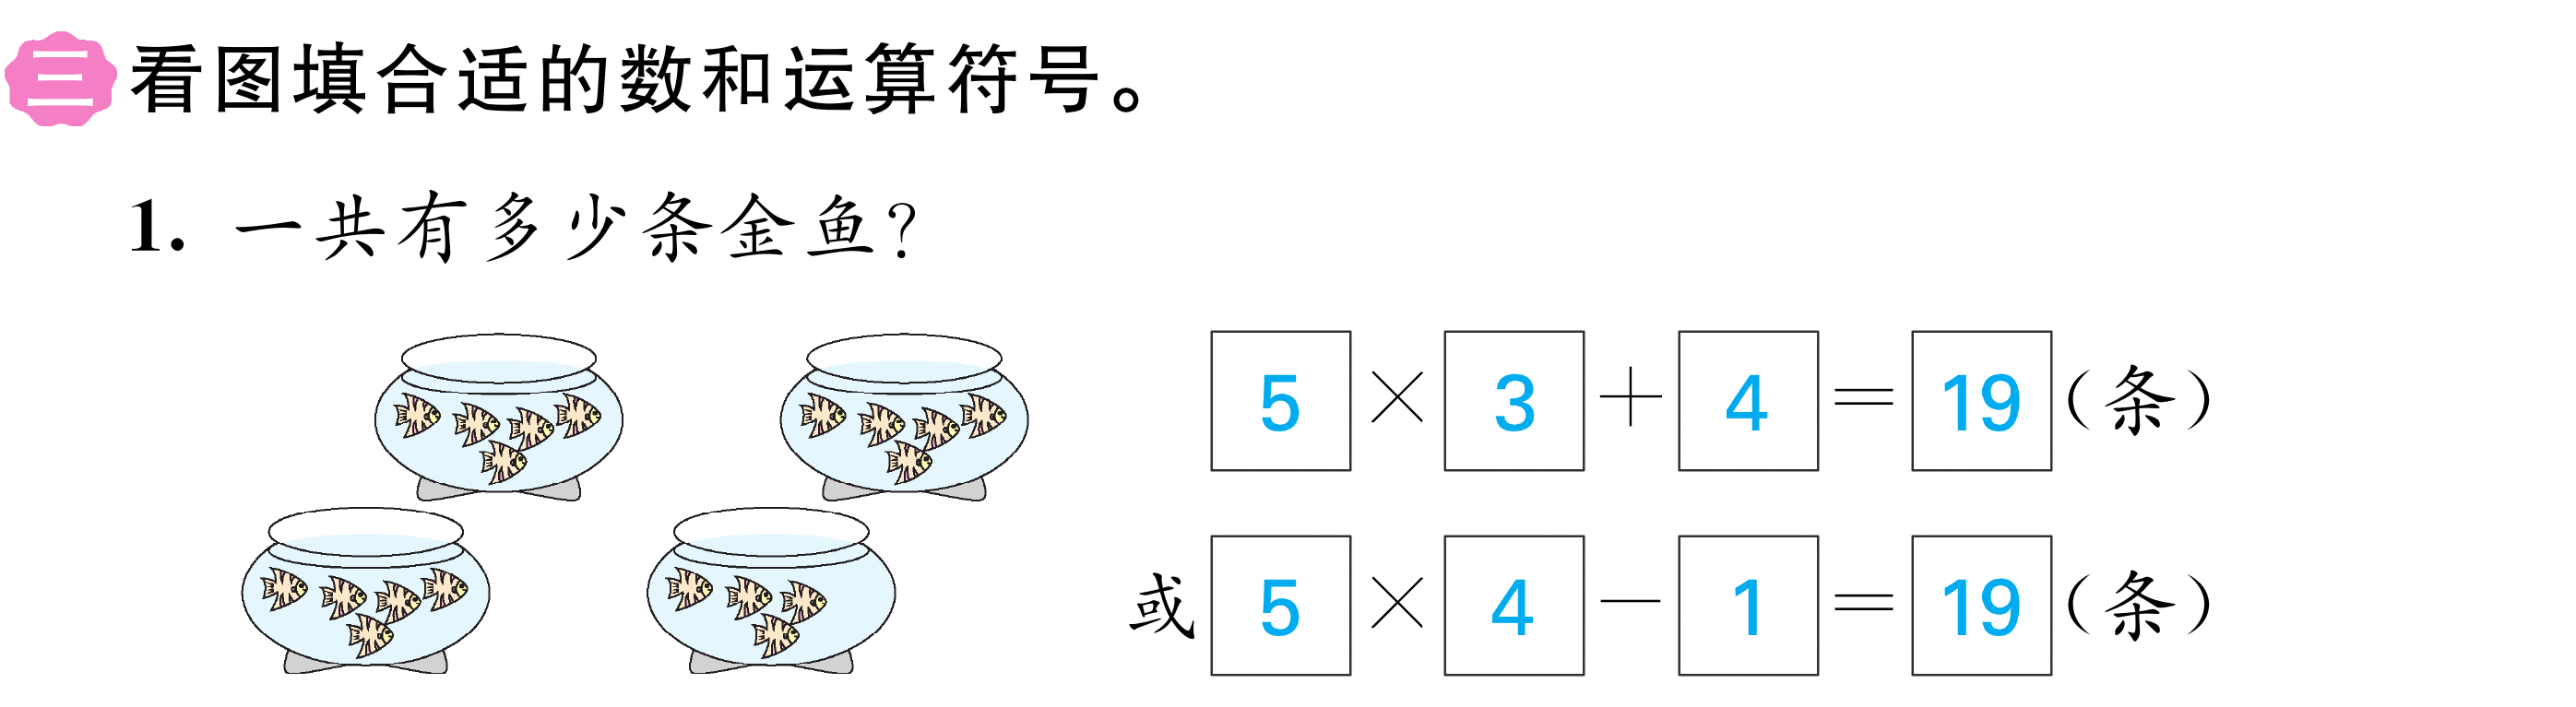 三 看图填合适的数和运算符号。
1. 一共有多少条金鱼?
5 × 3 + 4 = 19 (条)
或 5 × 4 - 1 = 19 (条)